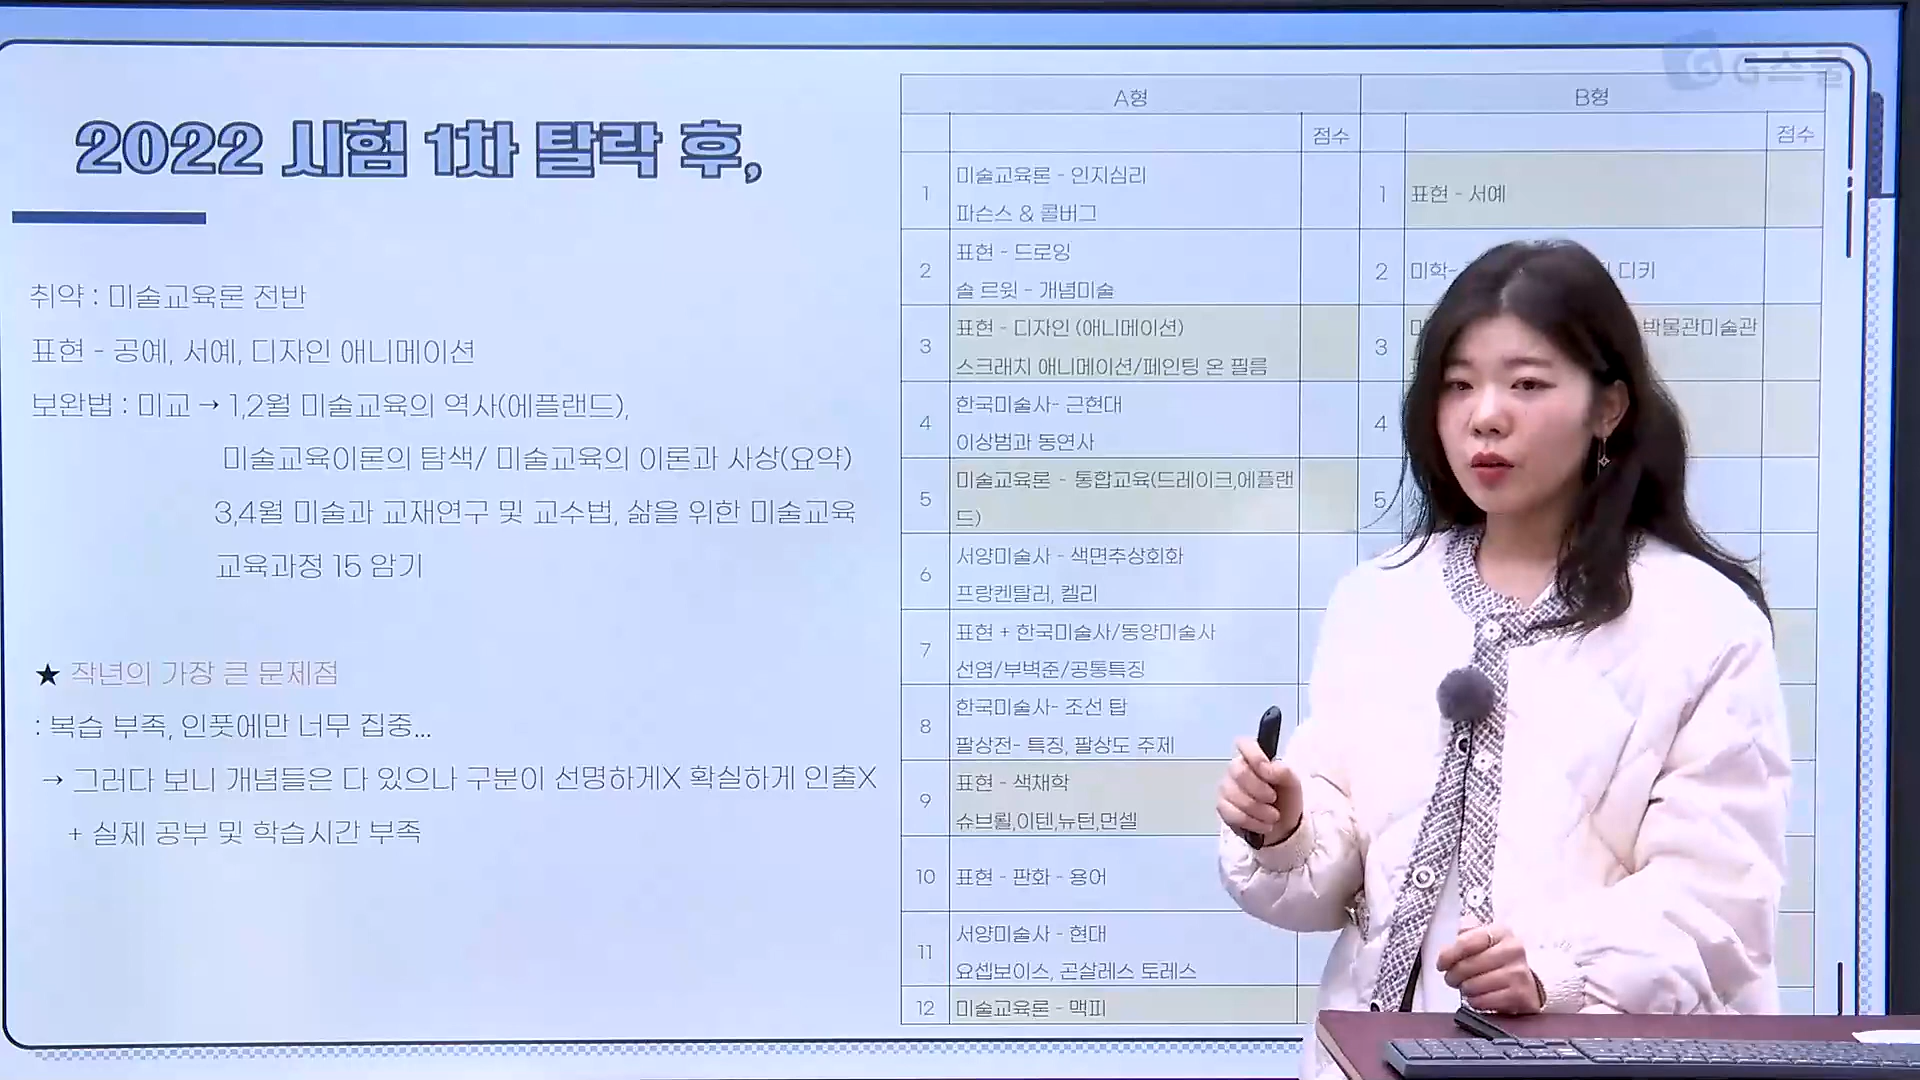 G스쿨
2022 시험 1차 탈락 후,
취약 : 미술교육론 전반
표현 - 공예, 서예, 디자인 애니메이션
보완법 : 미교 → 1,2월 미술교육의 역사(에플랜드),
미술교육이론의 탐색/ 미술교육의 이론과 사상(요약)
3,4월 미술과 교재연구 및 교수법, 삶을 위한 미술교육
교육과정 15 암기
★ 작년의 가장 큰 문제점
: 복습 부족, 인풋에만 너무 집중...
→ 그러다 보니 개념들은 다 있으나 구분이 선명하게X 확실하게 인출X
+ 실제 공부 및 학습시간 부족
A형
점수
1 미술교육론 - 인지심리
파슨스 & 콜버그
2 표현 - 드로잉
솔 르윗 - 개념미술
3 표현 - 디자인 (애니메이션)
스크래치 애니메이션/페인팅 온 필름
4 한국미술사- 근현대
이상범과 동연사
5 미술교육론 - 통합교육(드레이크,에플랜
드)
6 서양미술사 - 색면추상회화
프랑켄탈러, 켈리
7 표현 + 한국미술사/동양미술사
선염/부벽준/공통특징
8 한국미술사- 조선 탑
팔상전- 특징, 팔상도 주제
9 표현 - 색채학
슈브뢸,이텐,뉴턴,먼셀
10 표현 - 판화 - 용어
11 서양미술사 - 현대
요셉보이스, 곤살레스 토레스
12 미술교육론 - 맥피
B형
점수
1 표현 - 서예
2 미학- 디키
3 박물관미술관
4
5